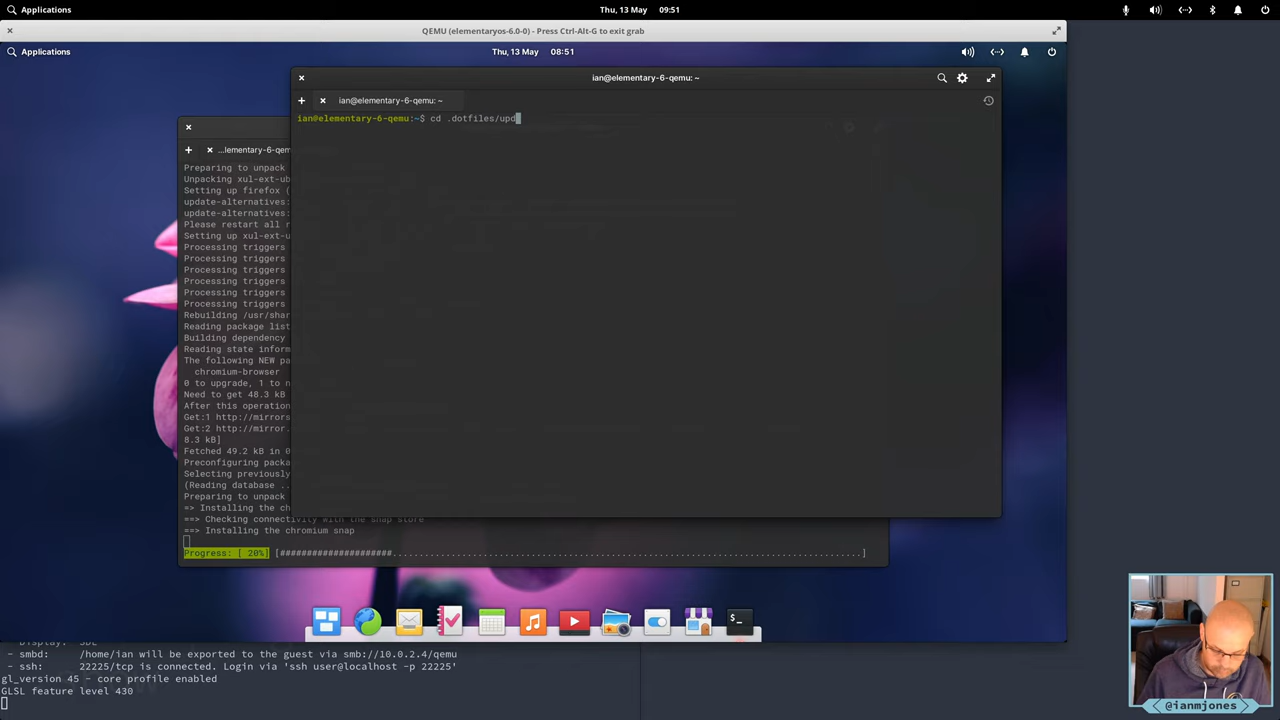 Applications
Thu, 13 May 09:51
QEMU (elementaryos-6.0-0) - Press Ctrl-Alt-G to exit grab
Applications
Thu, 13 May 08:51
ian@elementary-6-qemu: ~
ian@elementary-6-qemu: ~
ian@elementary-6-qemu:~$ cd .dotfiles/upd
...lementary-6-qem
Preparing to unpack
Unpacking xul-ext-ub
Setting up firefox (
update-alternatives:
update-alternatives:
Please restart all r
Setting up xul-ext-u
Processing triggers
Processing triggers
Processing triggers
Processing triggers
Processing triggers
Processing triggers
Rebuilding /usr/shar
Reading package list
Building dependency
Reading state inform
The following NEW pa
chromium-browser
0 to upgrade, 1 to n
Need to get 48.3 kB
After this operation
Get:1 http://mirrors
Get:2 http://mirror.
8.3 kB]
Fetched 49.2 kB in 0
Preconfiguring packa
Selecting previously
(Reading database ..
Preparing to unpack
=> Installing the ch
==> Checking connectivity with the snap store
==> Installing the chromium snap
Progress: [ 20%] [#####################.........................................................................................]
- smbd: /home/ian will be exported to the guest via smb://10.0.2.4/qemu
- ssh: 22225/tcp is connected. Login via 'ssh user@localhost -p 22225'
gl_version 45 - core profile enabled
GLSL feature level 430
@ianmjones